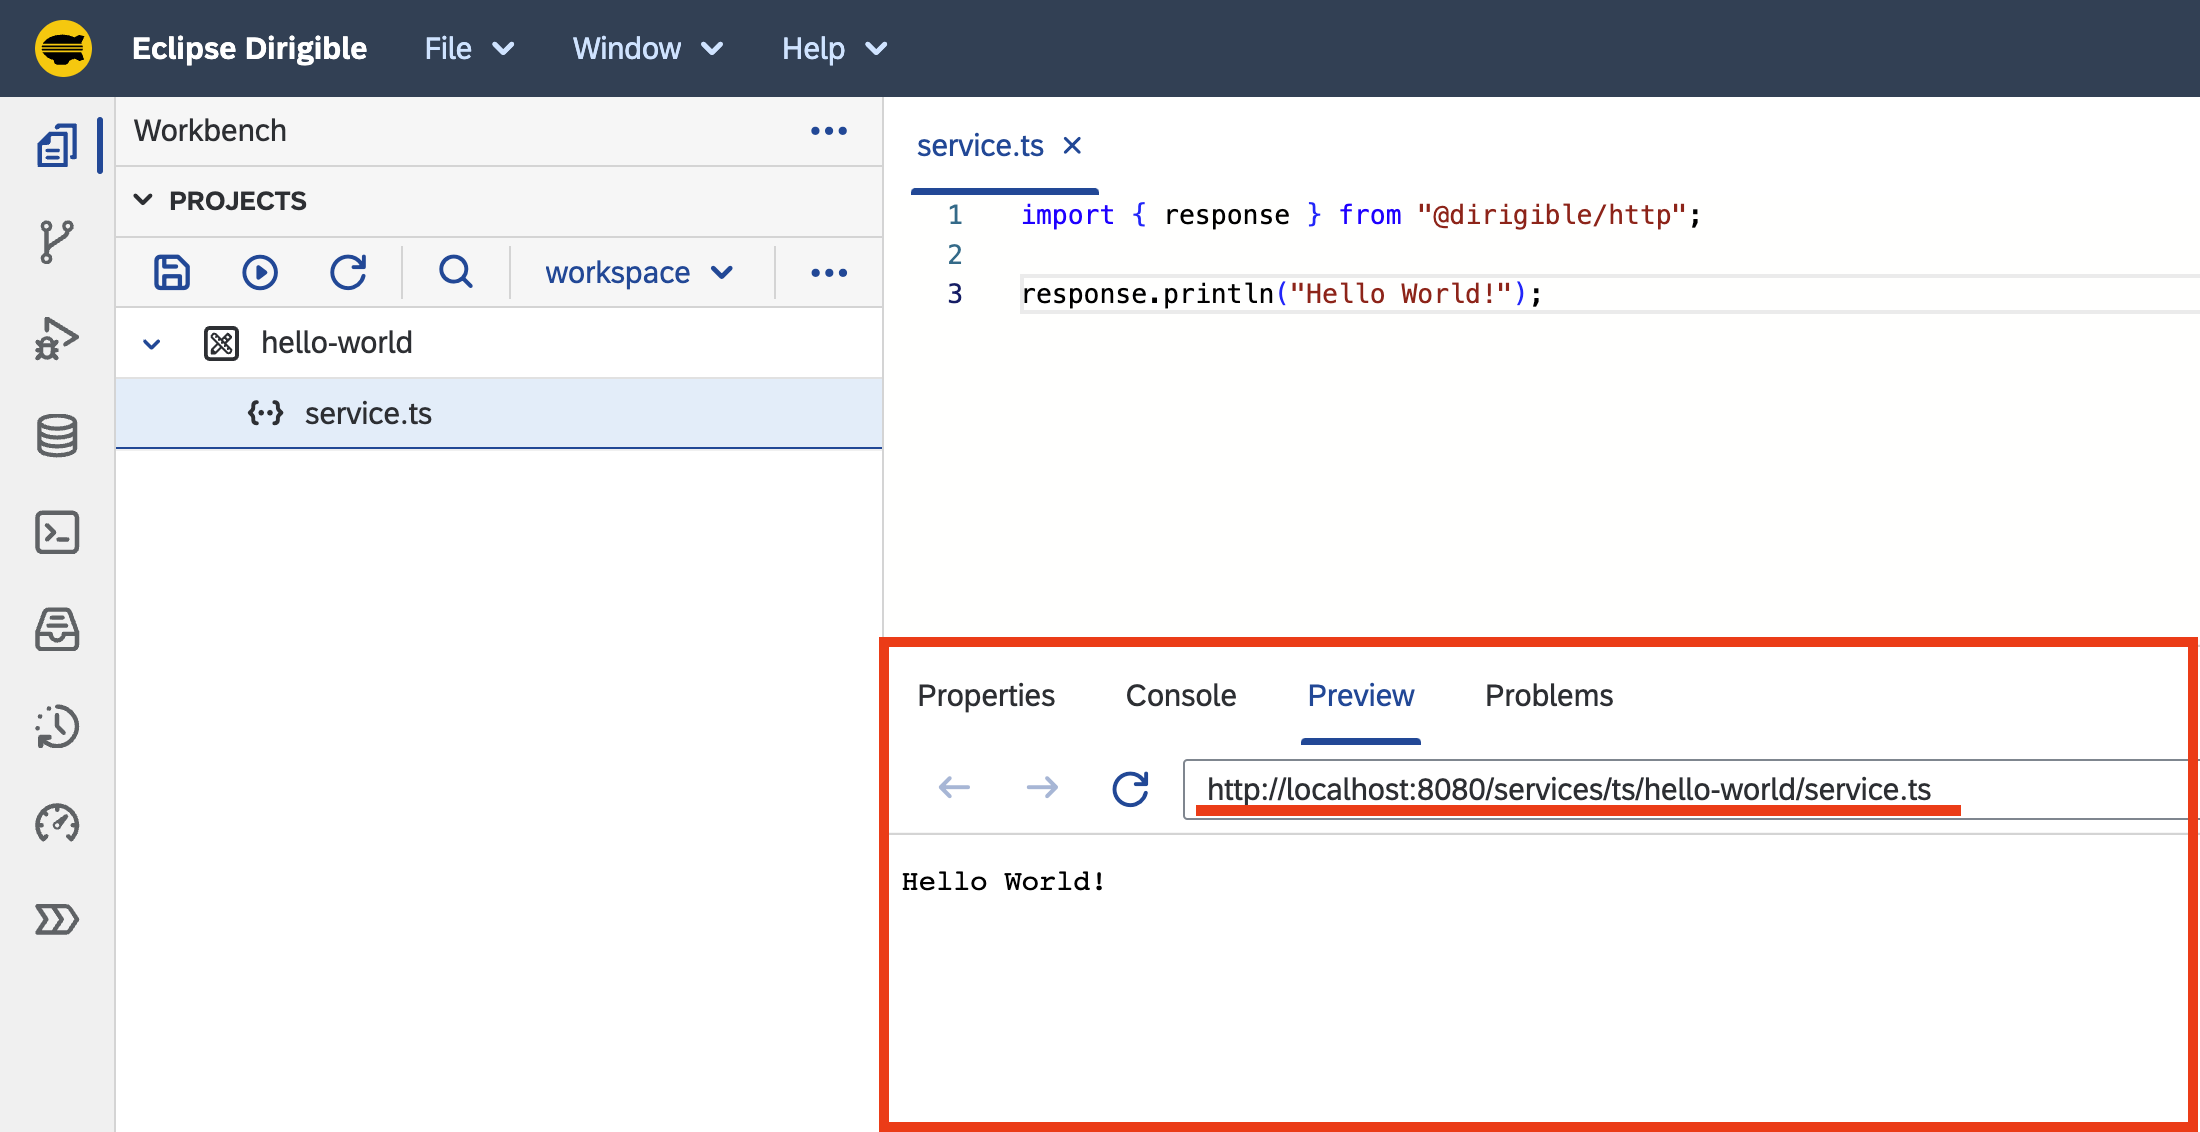 Eclipse Dirigible File Window Help
Workbench
PROJECTS
workspace
hello-world
service.ts
service.ts
1 import { response } from "@dirigible/http";
2
3 response.println("Hello World!");
Properties Console Preview Problems
http://localhost:8080/services/ts/hello-world/service.ts
Hello World!